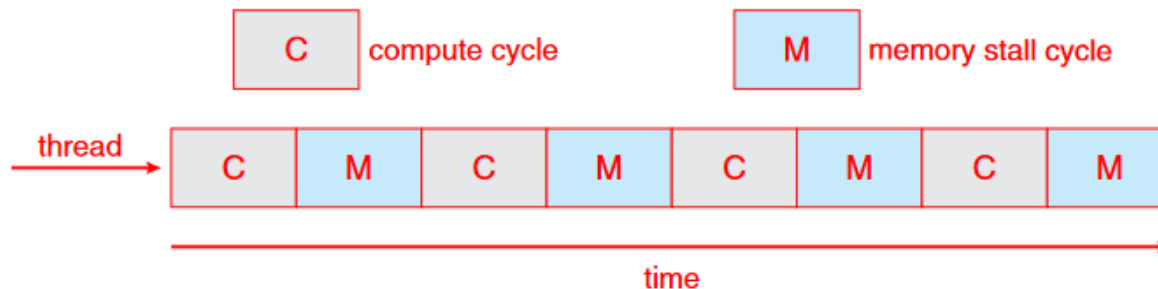 C compute cycle M memory stall cycle
thread
C M C M C M C M
time